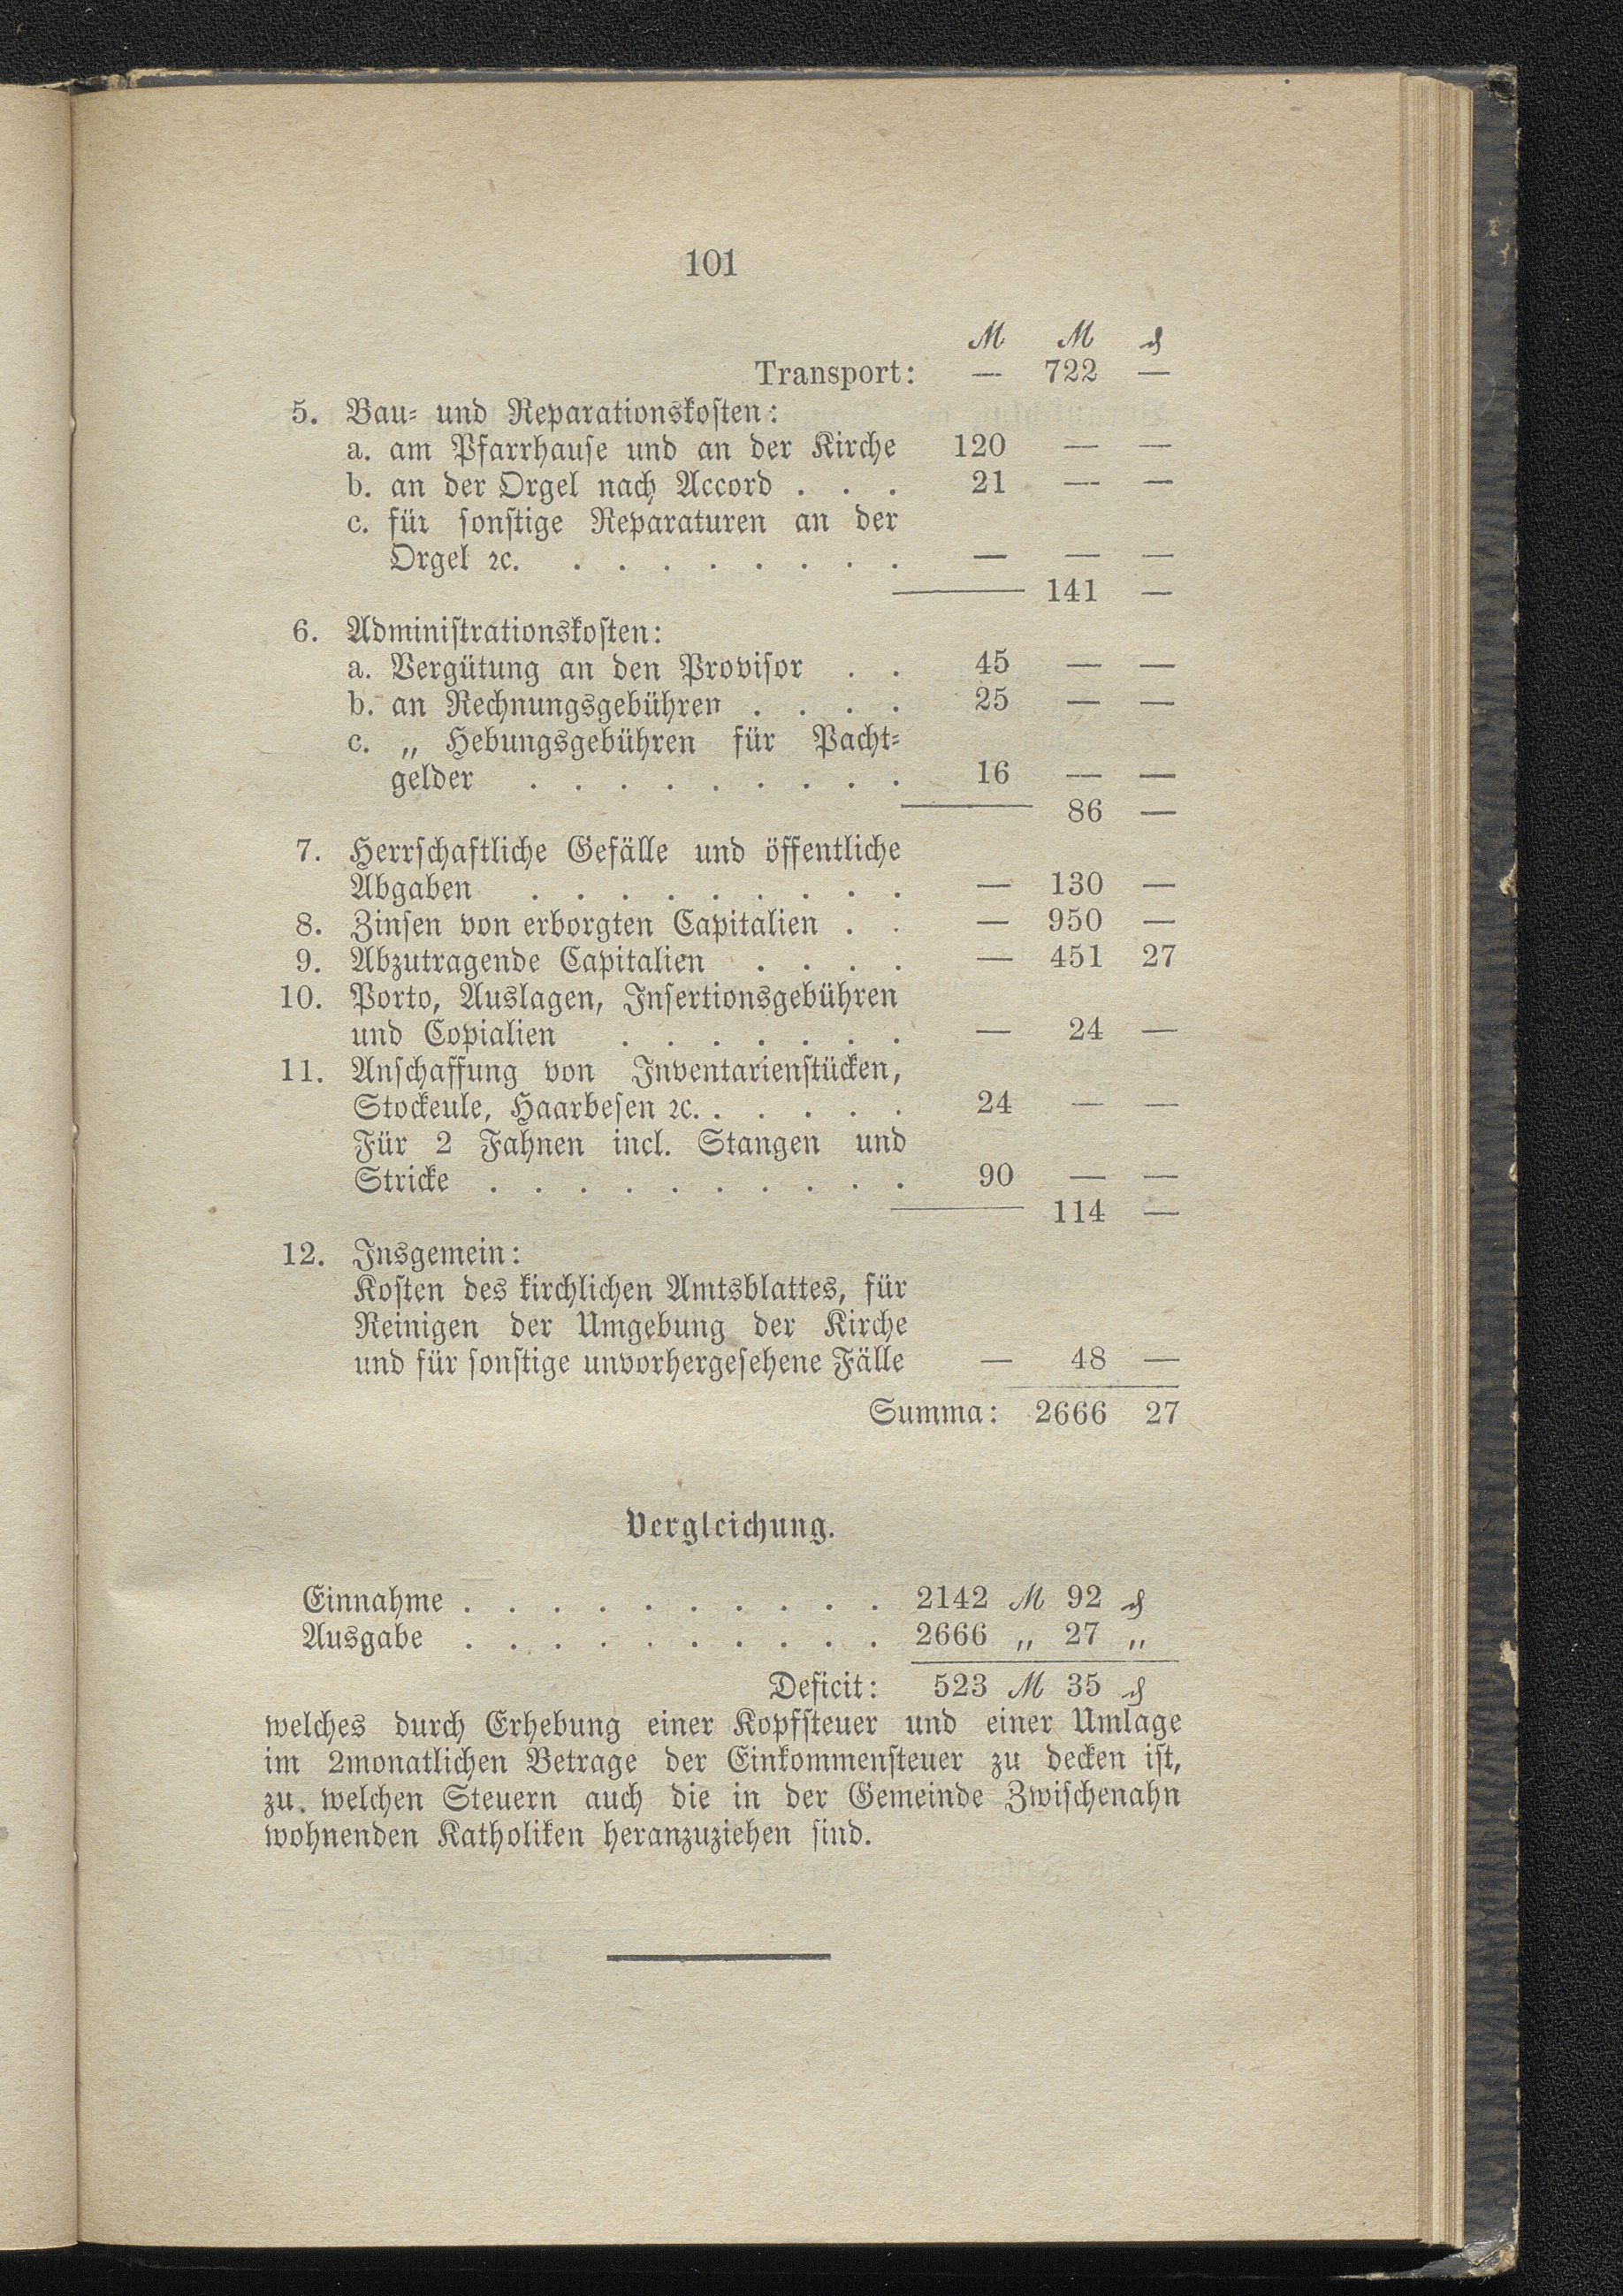 101
ℳ ℳ ₰
Transport: — 722 —
5. Bau- und Reparationskosten:
a. am Pfarrhause und an der Kirche 120 — —
b. an der Orgel nach Accord . . . 21 — —
c. für sonstige Reparaturen an der
Orgel ꝛc. . . . . . . . . — — —
141 —
6. Administrationskosten:
a. Vergütung an den Provisor . . 45 — —
b. an Rechnungsgebühren . . . . 25 — —
c. „ Hebungsgebühren für Pacht-
gelder . . . . . . . . . 16 — —
86 —
7. Herrschaftliche Gefälle und öffentliche
Abgaben . . . . . . . . . — 130 —
8. Zinsen von erborgten Capitalien . . — 950 —
9. Abzutragende Capitalien . . . . — 451 27
10. Porto, Auslagen, Insertionsgebühren
und Copialien . . . . . . . — 24 —
11. Anschaffung von Inventarienstücken,
Stockeule, Haarbesen ꝛc. . . . . . 24 — —
Für 2 Fahnen incl. Stangen und
Stricke . . . . . . . . . . 90 — —
114 —
12. Insgemein:
Kosten des kirchlichen Amtsblattes, für
Reinigen der Umgebung der Kirche
und für sonstige unvorhergesehene Fälle — 48 —
Summa: 2666 27
Vergleichung.
Einnahme . . . . . . . . . . 2142 ℳ 92 ₰
Ausgabe . . . . . . . . . . 2666 „ 27 „
Deficit: 523 ℳ 35 ₰
welches durch Erhebung einer Kopfsteuer und einer Umlage
im 2monatlichen Betrage der Einkommensteuer zu decken ist,
zu. welchen Steuern auch die in der Gemeinde Zwischenahn
wohnenden Katholiken heranzuziehen sind.